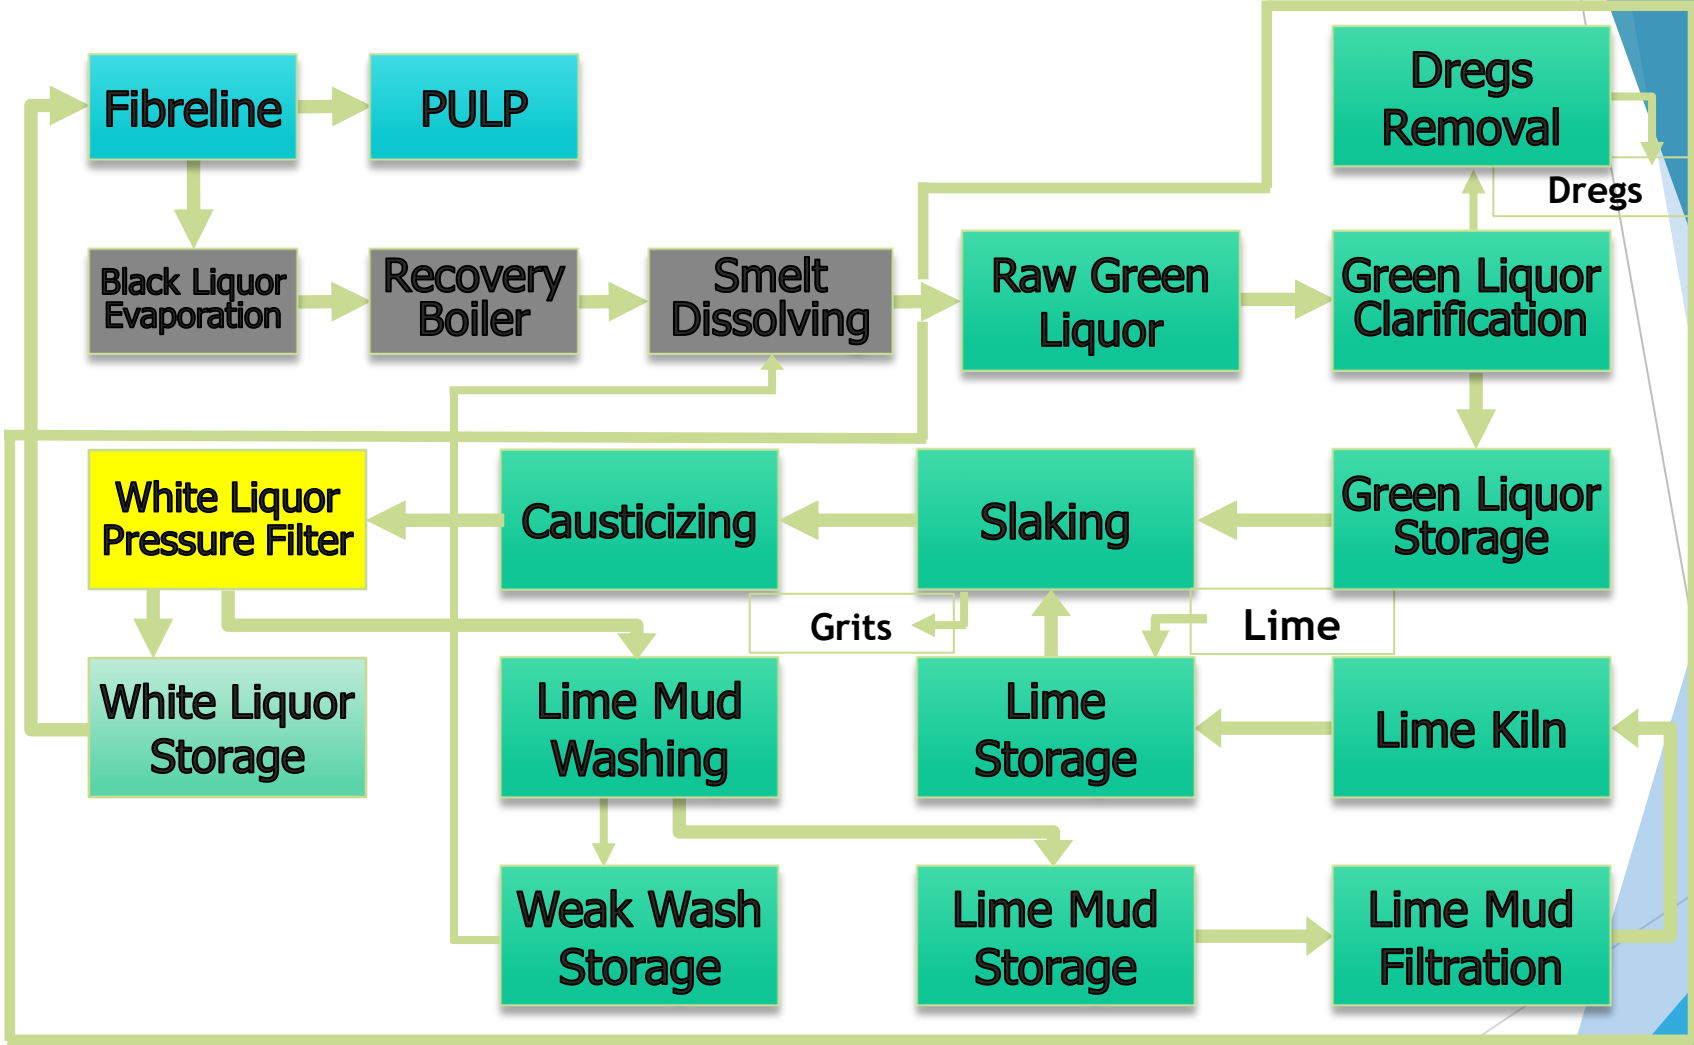 Fibreline
PULP
Dregs
Removal
Dregs
Black Liquor
Evaporation
Recovery
Boiler
Smelt
Dissolving
Raw Green
Liquor
Green Liquor
Clarification
White Liquor
Pressure Filter
Causticizing
Slaking
Green Liquor
Storage
Grits
Lime
White Liquor
Storage
Lime Mud
Washing
Lime
Storage
Lime Kiln
Weak Wash
Storage
Lime Mud
Storage
Lime Mud
Filtration